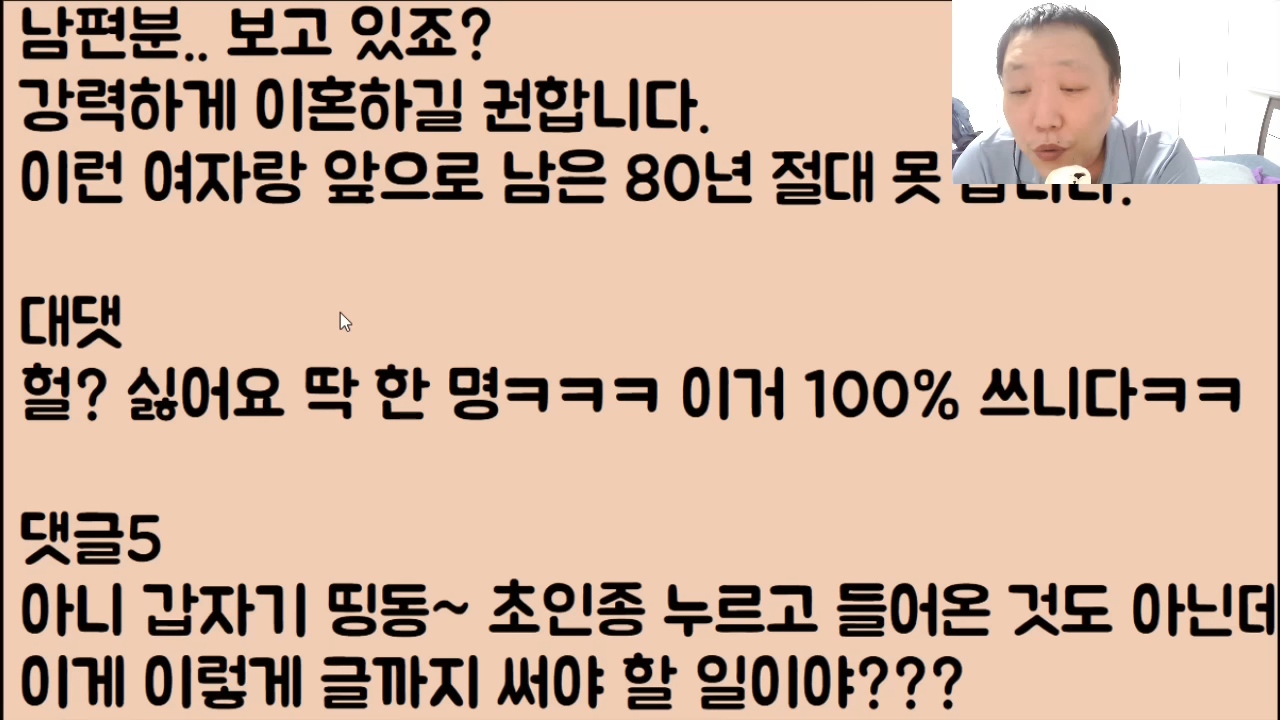 남편분.. 보고 있죠?
강력하게 이혼하길 권합니다.
이런 여자랑 앞으로 남은 80년 절대 못
대댓
헐? 싫어요 딱 한 명ㅋㅋㅋ 이거 100% 쓰니다ㅋㅋ
댓글5
아니 갑자기 띵동~ 초인종 누르고 들어온 것도 아닌데
이게 이렇게 글까지 써야 할 일이야???